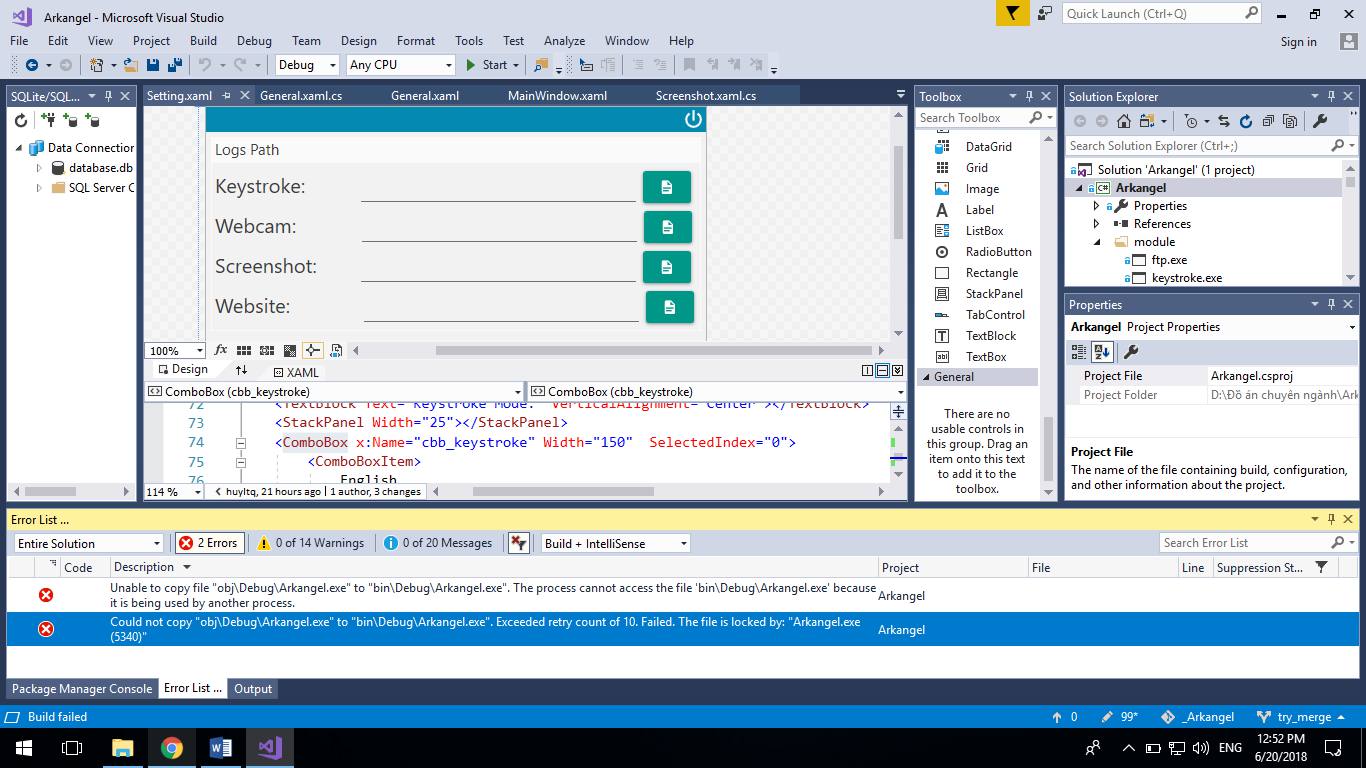 Arkangel - Microsoft Visual Studio
Quick Launch (Ctrl+Q)
File Edit View Project Build Debug Team Design Format Tools Test Analyze Window Help
Sign in
Debug Any CPU Start
SQLite/SQL...
Data Connection
database.db
SQL Server C
Setting.xaml General.xaml.cs General.xaml MainWindow.xaml Screenshot.xaml.cs
Logs Path
Keystroke:
Webcam:
Screenshot:
Website:
100% fx
Design XAML
ComboBox (cbb_keystroke) ComboBox (cbb_keystroke)
72 <TextBlock Text="Keystroke Mode: " VerticalAlignment="Center"></TextBlock>
73 <StackPanel Width="25"></StackPanel>
74 <ComboBox x:Name="cbb_keystroke" Width="150" SelectedIndex="0">
75 <ComboBoxItem>
76 English
114 % huyltq, 21 hours ago | 1 author, 3 changes
Toolbox
Search Toolbox
DataGrid
Grid
Image
Label
ListBox
RadioButton
Rectangle
StackPanel
TabControl
TextBlock
TextBox
General
There are no
usable controls in
this group. Drag an
item onto this text
to add it to the
toolbox.
Solution Explorer
Search Solution Explorer (Ctrl+;)
Solution 'Arkangel' (1 project)
C# Arkangel
Properties
References
module
ftp.exe
keystroke.exe
Properties
Arkangel Project Properties
Project File Arkangel.csproj
Project Folder D:\Đồ án chuyên ngành\Ark
Project File
The name of the file containing build, configuration,
and other information about the project.
Error List ...
Entire Solution 2 Errors 0 of 14 Warnings 0 of 20 Messages Build + IntelliSense Search Error List
Code Description Project File Line Suppression St...
Unable to copy file "obj\Debug\Arkangel.exe" to "bin\Debug\Arkangel.exe". The process cannot access the file 'bin\Debug\Arkangel.exe' because
it is being used by another process.
Arkangel
Could not copy "obj\Debug\Arkangel.exe" to "bin\Debug\Arkangel.exe". Exceeded retry count of 10. Failed. The file is locked by: "Arkangel.exe
(5340)"
Arkangel
Package Manager Console Error List ... Output
Build failed
0 99* _Arkangel try_merge
ENG 12:52 PM
6/20/2018